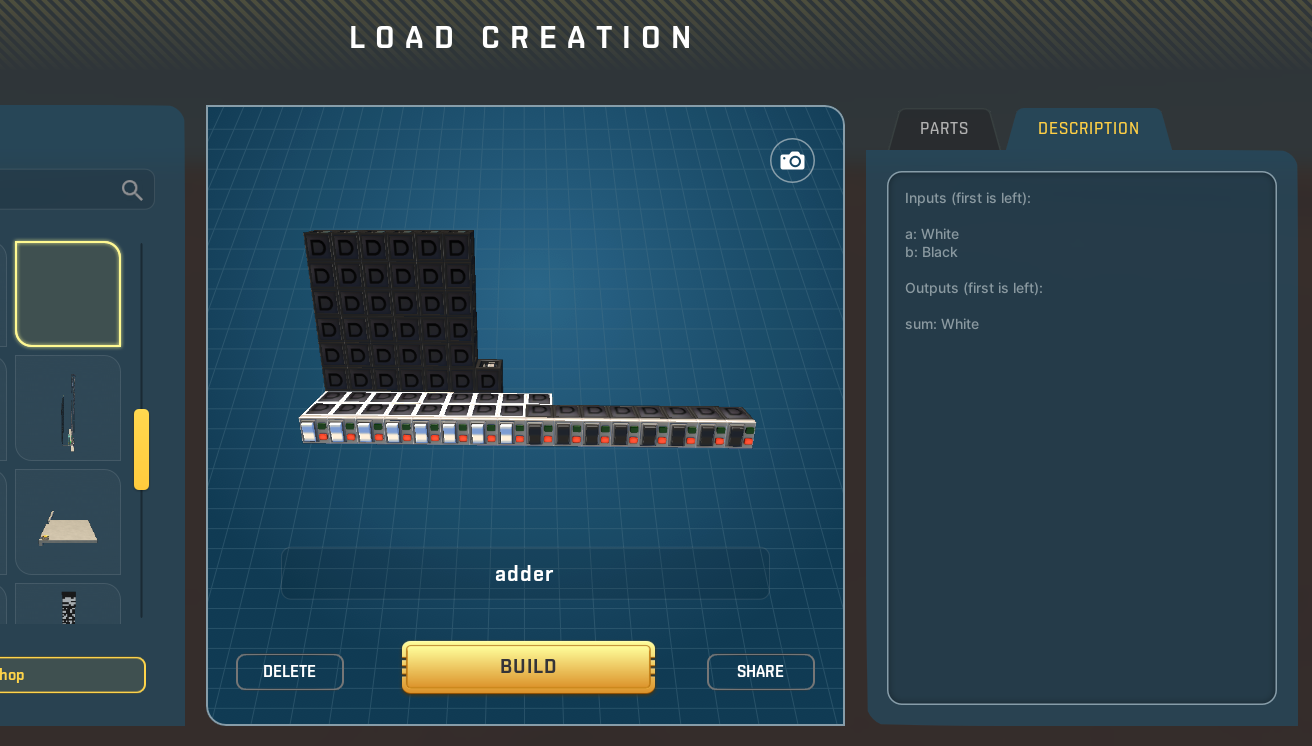 LOAD CREATION
PARTS
DESCRIPTION
Inputs (first is left):
a: White
b: Black
Outputs (first is left):
sum: White
D D D D D D
D D D D D D
D D D D D D
D D D D D D
D D D D D D
D D D D D D D
adder
hop
DELETE
BUILD
SHARE